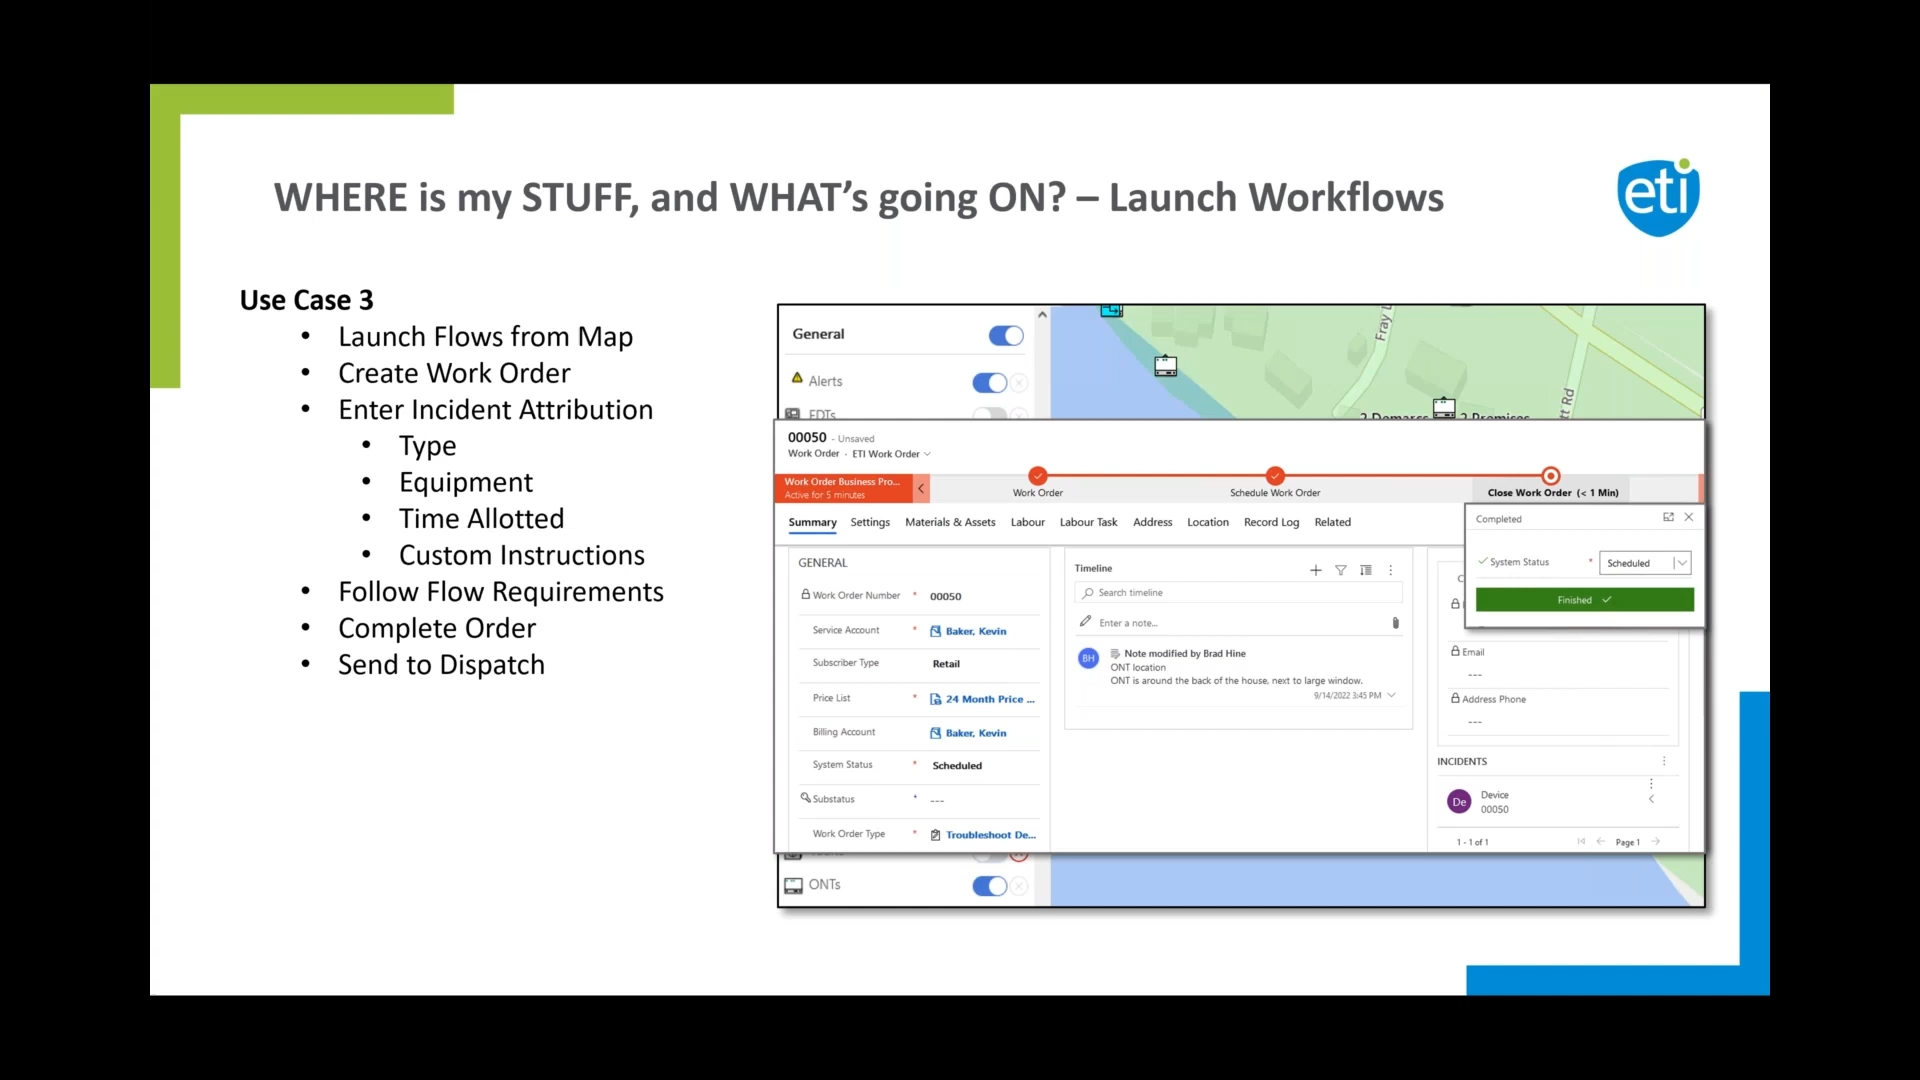 WHERE is my STUFF, and WHAT's going ON? – Launch Workflows
eti
Use Case 3
• Launch Flows from Map
• Create Work Order
• Enter Incident Attribution
• Type
• Equipment
• Time Allotted
• Custom Instructions
• Follow Flow Requirements
• Complete Order
• Send to Dispatch
General
Alerts
Fray L
tt Rd
2 Demarcs
2 Premises
00050 - Unsaved
Work Order · ETI Work Order
Work Order Business Pro...
Active for 5 minutes
Work Order
Schedule Work Order
Close Work Order (< 1 Min)
Summary Settings Materials & Assets Labour Labour Task Address Location Record Log Related
Completed
System Status * Scheduled
Finished
GENERAL
Work Order Number * 00050
Service Account * Baker, Kevin
Subscriber Type Retail
Price List * 24 Month Price ...
Billing Account * Baker, Kevin
System Status * Scheduled
Substatus * ---
Work Order Type * Troubleshoot De...
Timeline
Search timeline
Enter a note...
BH
Note modified by Brad Hine
ONT location
ONT is around the back of the house, next to large window.
9/14/2022 3:45 PM
Email
---
Address Phone
---
INCIDENTS
De
Device
00050
1 - 1 of 1
Page 1
ONTs